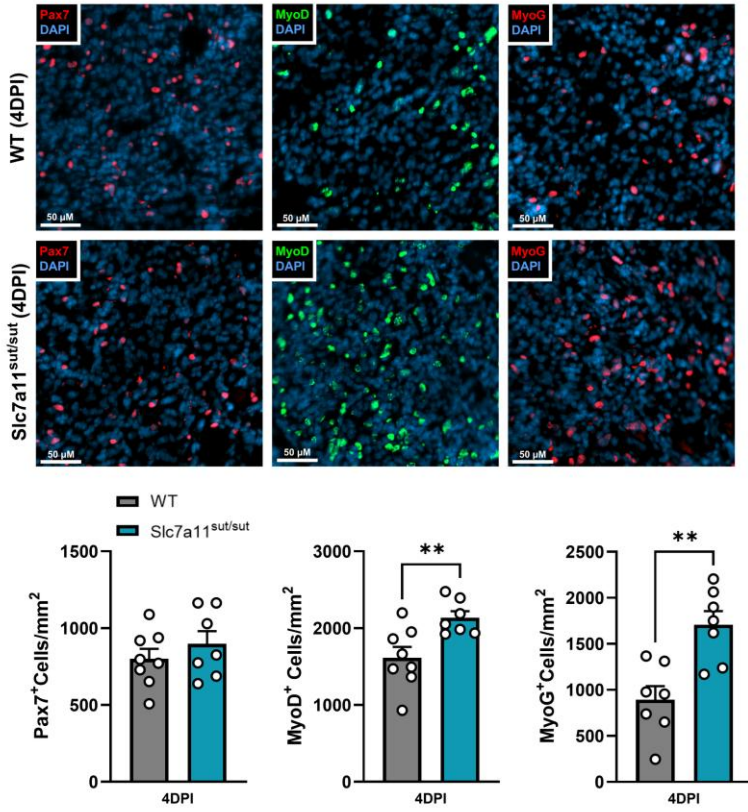 Pax7
DAPI
MyoD
DAPI
MyoG
DAPI
WT (4DPI)
50 µM
50 µM
50 µM
Pax7
DAPI
MyoD
DAPI
MyoG
DAPI
Slc7a11sut/sut (4DPI)
50 µM
50 µM
50 µM
WT
Slc7a11sut/sut
Pax7+Cells/mm2
1500
1000
500
0
4DPI
MyoD+ Cells/mm2
3000
2000
1000
0
**
4DPI
MyoG+Cells/mm2
2500
2000
1500
1000
500
0
**
4DPI